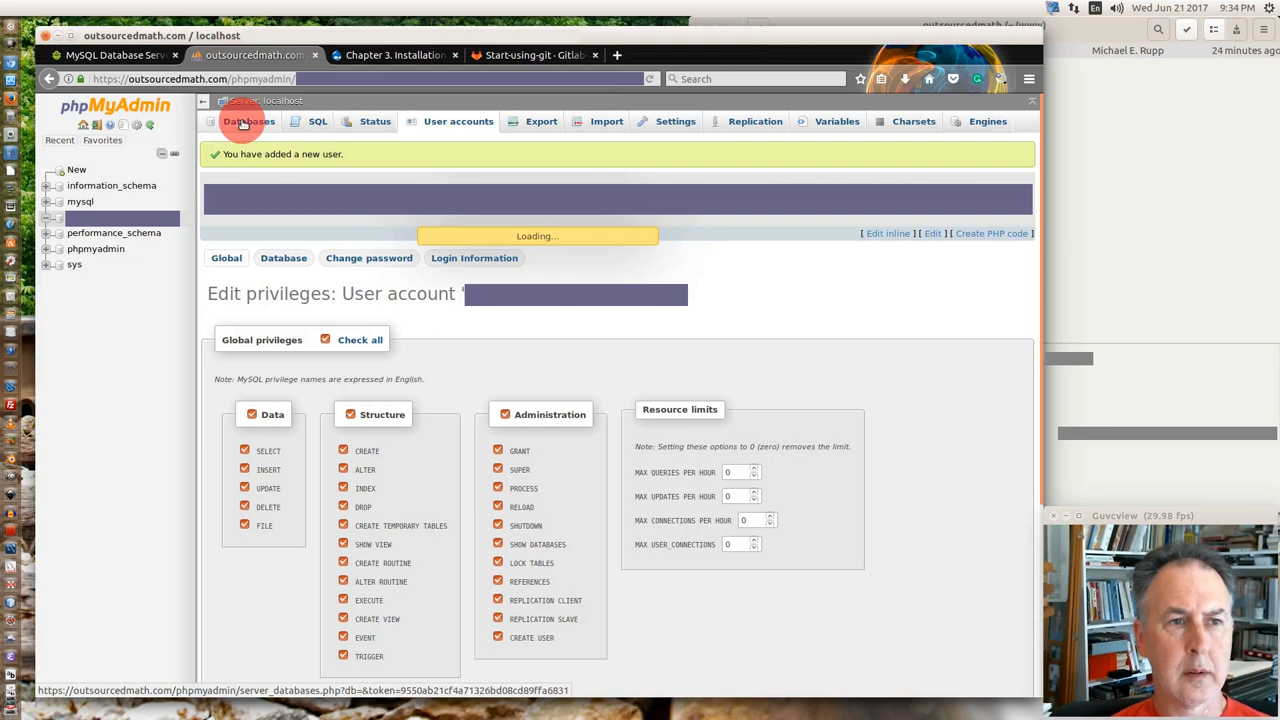 En
Wed Jun 21 2017
9:34 PM
outsourcedmath / localhost
Michael E. Rupp
24 minutes ago
MySQL Database Serve
outsourcedmath.com
Chapter 3. Installation
Start-using-git · Gitlab
https://outsourcedmath.com/phpmyadmin/
Search
phpMyAdmin
Recent
Favorites
New
information_schema
mysql
performance_schema
phpmyadmin
sys
Server: localhost
Databases
SQL
Status
User accounts
Export
Import
Settings
Replication
Variables
Charsets
Engines
You have added a new user.
Loading...
[ Edit inline ] [ Edit ] [ Create PHP code ]
Global
Database
Change password
Login Information
Edit privileges: User account '
Global privileges
Check all
Note: MySQL privilege names are expressed in English.
Data
SELECT
INSERT
UPDATE
DELETE
FILE
Structure
CREATE
ALTER
INDEX
DROP
CREATE TEMPORARY TABLES
SHOW VIEW
CREATE ROUTINE
ALTER ROUTINE
EXECUTE
CREATE VIEW
EVENT
TRIGGER
Administration
GRANT
SUPER
PROCESS
RELOAD
SHUTDOWN
SHOW DATABASES
LOCK TABLES
REFERENCES
REPLICATION CLIENT
REPLICATION SLAVE
CREATE USER
Resource limits
Note: Setting these options to 0 (zero) removes the limit.
MAX QUERIES PER HOUR 0
MAX UPDATES PER HOUR 0
MAX CONNECTIONS PER HOUR 0
MAX USER_CONNECTIONS 0
Guvcview (29.98 fps)
https://outsourcedmath.com/phpmyadmin/server_databases.php?db=&token=9550ab21cf4a71326bd08cd89ffa6831